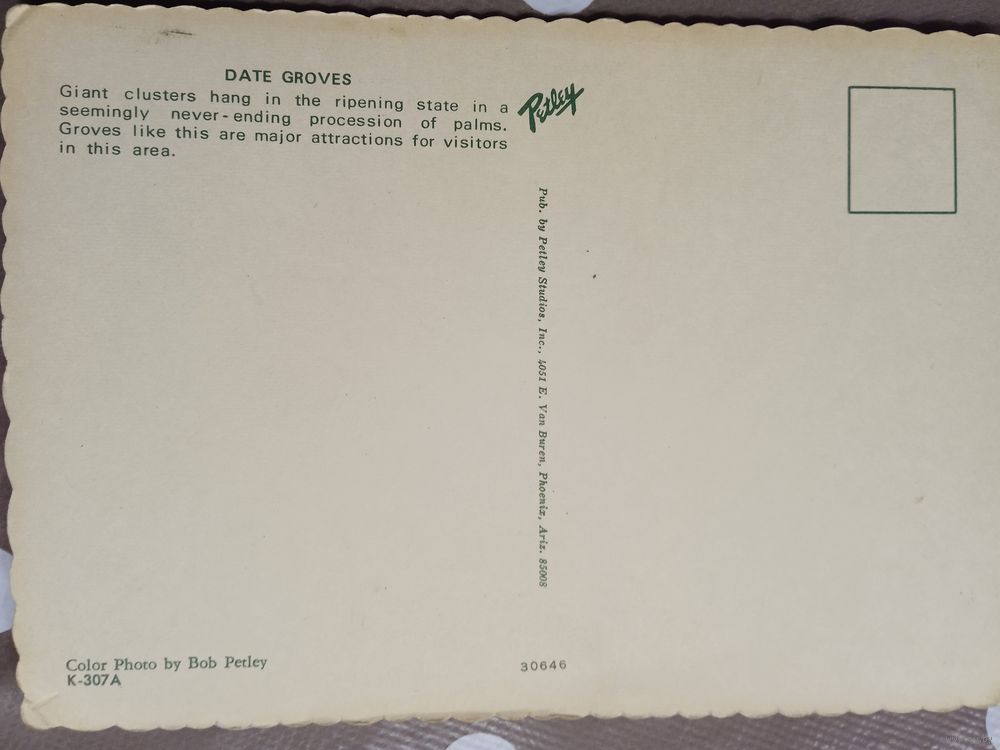 DATE GROVES
Giant clusters hang in the ripening state in a
seemingly never-ending procession of palms.
Groves like this are major attractions for visitors
in this area.
Petley
Pub. by Petley Studios, Inc., 4051 E. Van Buren, Phoenix, Ariz. 85008
Color Photo by Bob Petley
K-307A
30646